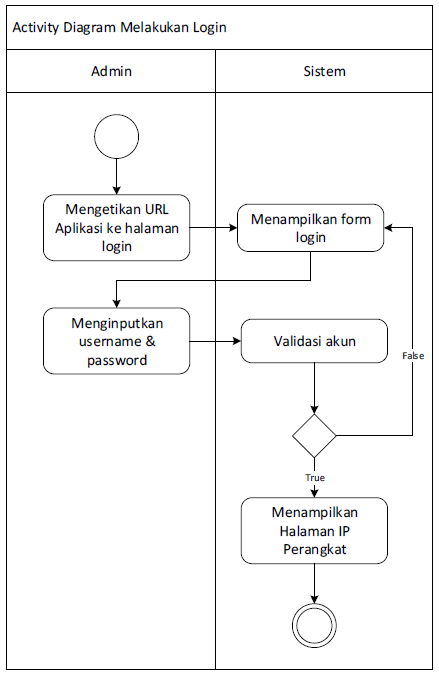 Activity Diagram Melakukan Login
Admin
Sistem
Mengetikan URL
Aplikasi ke halaman
login
Menampilkan form
login
Menginputkan
username &
password
Validasi akun
False
True
Menampilkan
Halaman IP
Perangkat